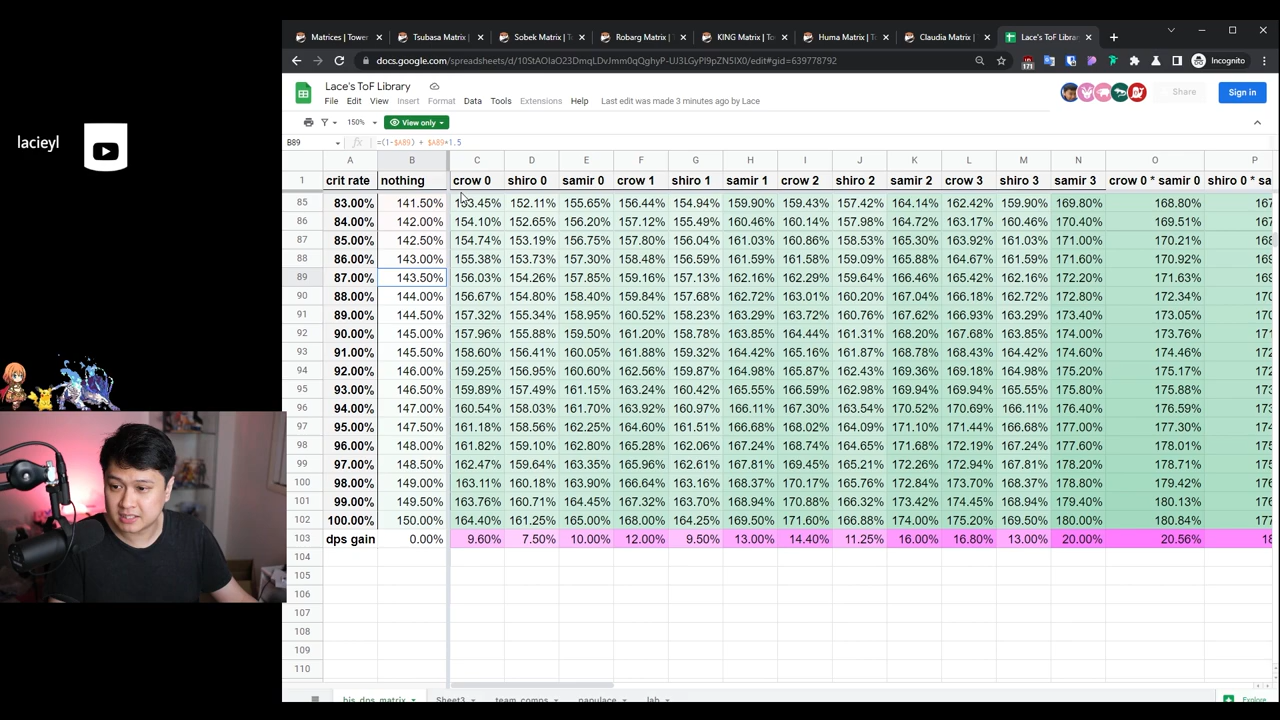 lacieyl
Matrices | Tower
Tsubasa Matrix |
Sobek Matrix | T
Robarg Matrix | T
KING Matrix | To
Huma Matrix | To
Claudia Matrix |
Lace's ToF Librar
docs.google.com/spreadsheets/d/
171
Incognito
Lace's ToF Library
File Edit View Insert Format Data Tools Extensions Help Last edit was made 3 minutes ago by Lace
Share
Sign in
150% View only
B89 fx =(1-$A89) + $A89*1.5
A B C D E F G H I J K L M N O P
1 crit rate nothing crow 0 shiro 0 samir 0 crow 1 shiro 1 samir 1 crow 2 shiro 2 samir 2 crow 3 shiro 3 samir 3 crow 0 * samir 0 shiro 0 * sa
85 83.00% 141.50% 153.45% 152.11% 155.65% 156.44% 154.94% 159.90% 159.43% 157.42% 164.14% 162.42% 159.90% 169.80% 168.80% 167
86 84.00% 142.00% 154.10% 152.65% 156.20% 157.12% 155.49% 160.46% 160.14% 157.98% 164.72% 163.17% 160.46% 170.40% 169.51%
87 85.00% 142.50% 154.74% 153.19% 156.75% 157.80% 156.04% 161.03% 160.86% 158.53% 165.30% 163.92% 161.03% 171.00% 170.21%
88 86.00% 143.00% 155.38% 153.73% 157.30% 158.48% 156.59% 161.59% 161.58% 159.09% 165.88% 164.67% 161.59% 171.60% 170.92%
89 87.00% 143.50% 156.03% 154.26% 157.85% 159.16% 157.13% 162.16% 162.29% 159.64% 166.46% 165.42% 162.16% 172.20% 171.63%
90 88.00% 144.00% 156.67% 154.80% 158.40% 159.84% 157.68% 162.72% 163.01% 160.20% 167.04% 166.18% 162.72% 172.80% 172.34%
91 89.00% 144.50% 157.32% 155.34% 158.95% 160.52% 158.23% 163.29% 163.72% 160.76% 167.62% 166.93% 163.29% 173.40% 173.05%
92 90.00% 145.00% 157.96% 155.88% 159.50% 161.20% 158.78% 163.85% 164.44% 161.31% 168.20% 167.68% 163.85% 174.00% 173.76%
93 91.00% 145.50% 158.60% 156.41% 160.05% 161.88% 159.32% 164.42% 165.16% 161.87% 168.78% 168.43% 164.42% 174.60% 174.46%
94 92.00% 146.00% 159.25% 156.95% 160.60% 162.56% 159.87% 164.98% 165.87% 162.43% 169.36% 169.18% 164.98% 175.20% 175.17%
95 93.00% 146.50% 159.89% 157.49% 161.15% 163.24% 160.42% 165.55% 166.59% 162.98% 169.94% 169.94% 165.55% 175.80% 175.88%
96 94.00% 147.00% 160.54% 158.03% 161.70% 163.92% 160.97% 166.11% 167.30% 163.54% 170.52% 170.69% 166.11% 176.40% 176.59%
97 95.00% 147.50% 161.18% 158.56% 162.25% 164.60% 161.51% 166.68% 168.02% 164.09% 171.10% 171.44% 166.68% 177.00% 177.30%
98 96.00% 148.00% 161.82% 159.10% 162.80% 165.28% 162.06% 167.24% 168.74% 164.65% 171.68% 172.19% 167.24% 177.60% 178.01%
99 97.00% 148.50% 162.47% 159.64% 163.35% 165.96% 162.61% 167.81% 169.45% 165.21% 172.26% 172.94% 167.81% 178.20% 178.71%
100 98.00% 149.00% 163.11% 160.18% 163.90% 166.64% 163.16% 168.37% 170.17% 165.76% 172.84% 173.70% 168.37% 178.80% 179.42%
101 99.00% 149.50% 163.76% 160.71% 164.45% 167.32% 163.70% 168.94% 170.88% 166.32% 173.42% 174.45% 168.94% 179.40% 180.13%
102 100.00% 150.00% 164.40% 161.25% 165.00% 168.00% 164.25% 169.50% 171.60% 166.88% 174.00% 175.20% 169.50% 180.00% 180.84%
103 dps gain 0.00% 9.60% 7.50% 10.00% 12.00% 9.50% 13.00% 14.40% 11.25% 16.00% 16.80% 13.00% 20.00% 20.56% 18
104
105
106
107
108
109
110
bis_dps_matrix Sheet3 team_comps populace lab
Explore